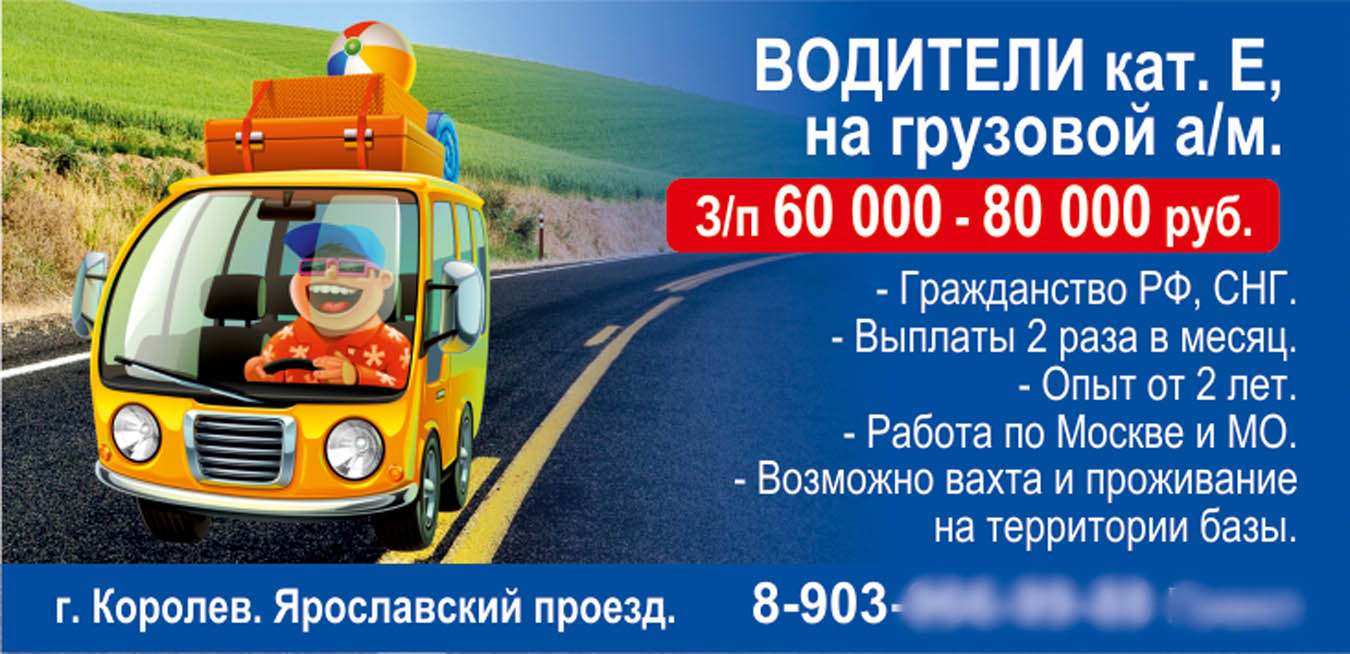 ВОДИТЕЛИ кат. Е,
на грузовой а/м.
З/п 60 000 - 80 000 руб.
- Гражданство РФ, СНГ.
- Выплаты 2 раза в месяц.
- Опыт от 2 лет.
- Работа по Москве и МО.
- Возможно вахта и проживание
на территории базы.
г. Королев. Ярославский проезд.
8-903-